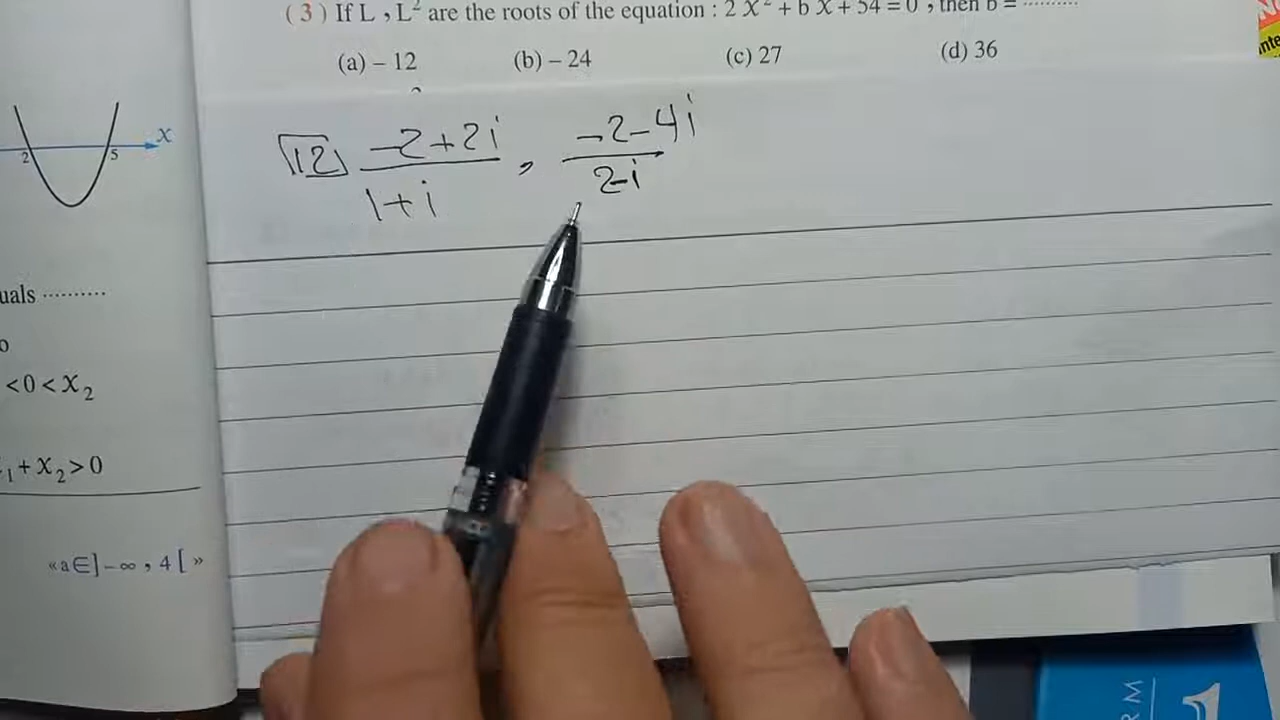 ( 3 ) If L , L² are the roots of the equation : 2 X² + b X + 54 = 0 , then b = ..........
(a) – 12 (b) – 24 (c) 27 (d) 36
X
2 5
12 -2+2i / 1+i , -2-4i / 2-i
uals ..........
< 0 < X₂
+ X₂ > 0
«a ∈ ] – ∞ , 4 [ »
RM
1